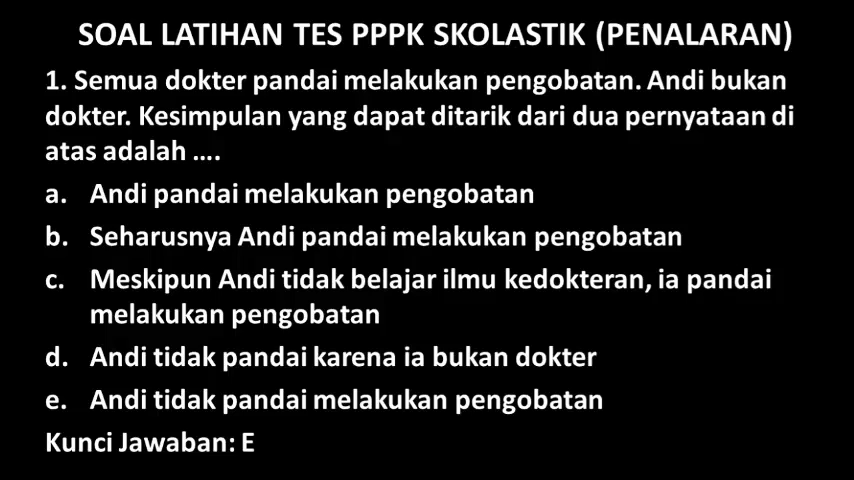 SOAL LATIHAN TES PPPK SKOLASTIK (PENALARAN)
1. Semua dokter pandai melakukan pengobatan. Andi bukan
dokter. Kesimpulan yang dapat ditarik dari dua pernyataan di
atas adalah ....
a. Andi pandai melakukan pengobatan
b. Seharusnya Andi pandai melakukan pengobatan
c. Meskipun Andi tidak belajar ilmu kedokteran, ia pandai
melakukan pengobatan
d. Andi tidak pandai karena ia bukan dokter
e. Andi tidak pandai melakukan pengobatan
Kunci Jawaban: E